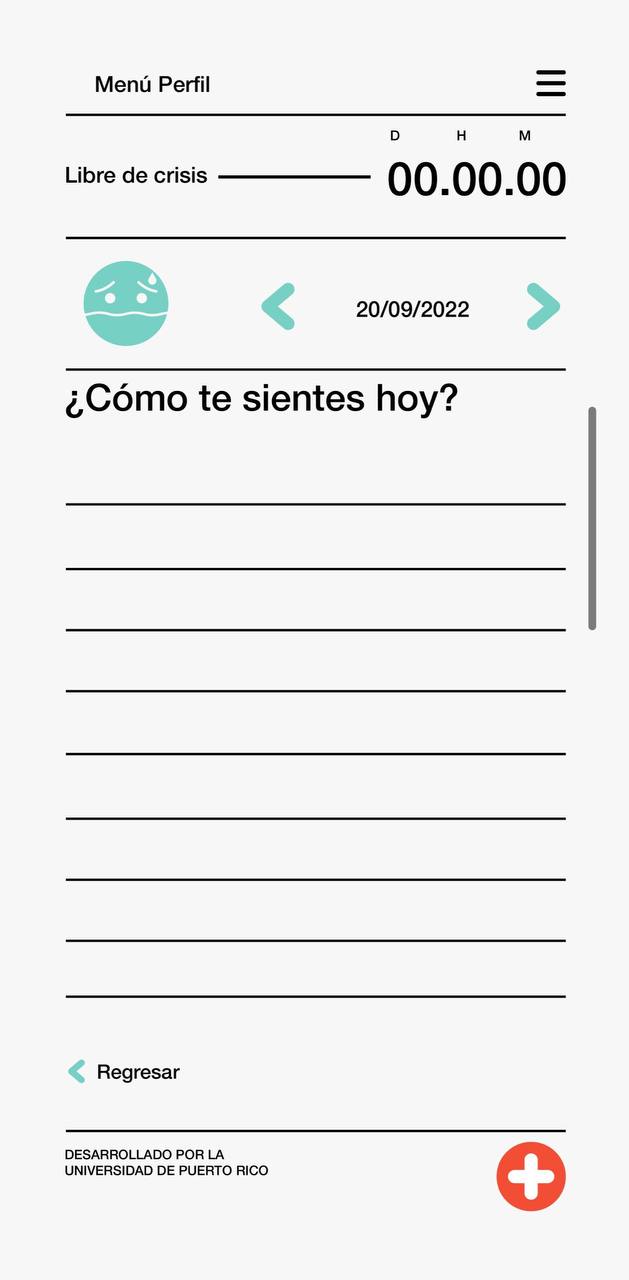 Menú Perfil
D H M
Libre de crisis 00.00.00
20/09/2022
¿Cómo te sientes hoy?
Regresar
DESARROLLADO POR LA
UNIVERSIDAD DE PUERTO RICO